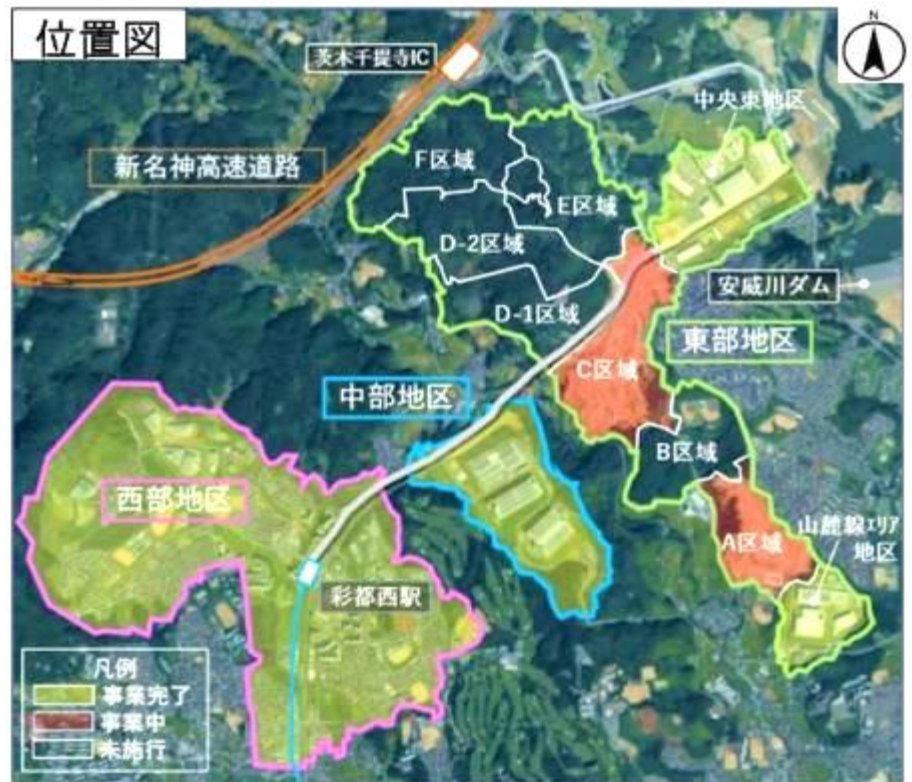 位置図
N
茨木千提寺IC
中央東地区
新名神高速道路
F区域
E区域
D-2区域
安威川ダム
D-1区域
東部地区
C区域
中部地区
B区域
西部地区
山麓線エリア
地区
A区域
彩都西駅
凡例
事業完了
事業中
未施行